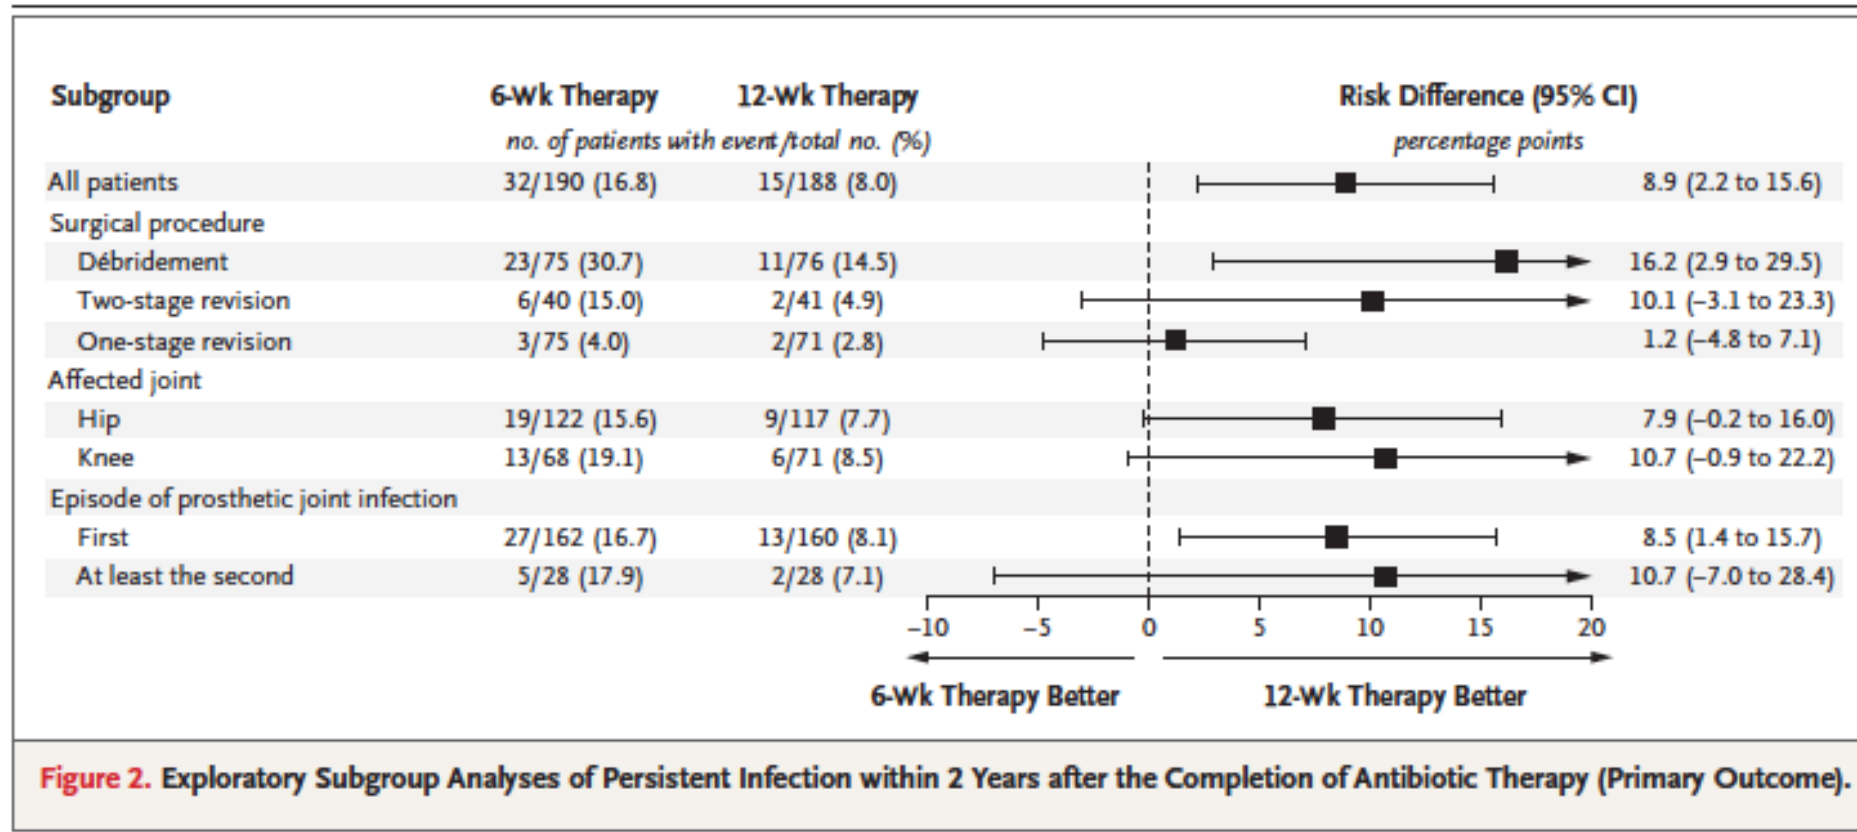 Subgroup 6-Wk Therapy 12-Wk Therapy Risk Difference (95% CI)
no. of patients with event/total no. (%) percentage points
All patients 32/190 (16.8) 15/188 (8.0) 8.9 (2.2 to 15.6)
Surgical procedure
Débridement 23/75 (30.7) 11/76 (14.5) 16.2 (2.9 to 29.5)
Two-stage revision 6/40 (15.0) 2/41 (4.9) 10.1 (–3.1 to 23.3)
One-stage revision 3/75 (4.0) 2/71 (2.8) 1.2 (–4.8 to 7.1)
Affected joint
Hip 19/122 (15.6) 9/117 (7.7) 7.9 (–0.2 to 16.0)
Knee 13/68 (19.1) 6/71 (8.5) 10.7 (–0.9 to 22.2)
Episode of prosthetic joint infection
First 27/162 (16.7) 13/160 (8.1) 8.5 (1.4 to 15.7)
At least the second 5/28 (17.9) 2/28 (7.1) 10.7 (–7.0 to 28.4)
–10 –5 0 5 10 15 20
6-Wk Therapy Better 12-Wk Therapy Better
Figure 2. Exploratory Subgroup Analyses of Persistent Infection within 2 Years after the Completion of Antibiotic Therapy (Primary Outcome).